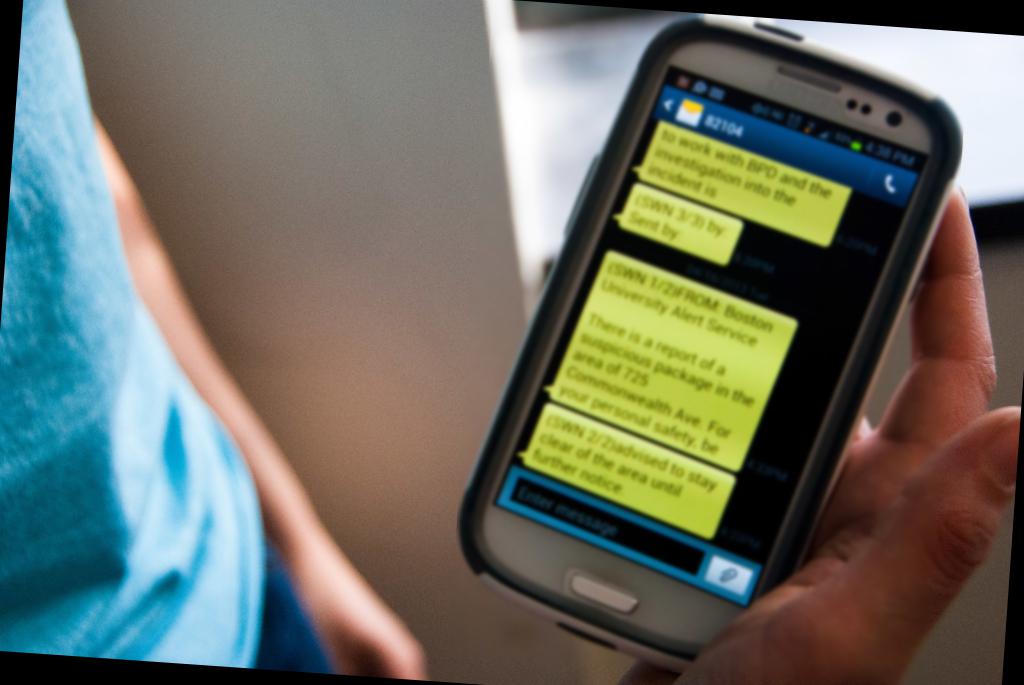 4:38 PM
82104
to work with BPD and the
investigation into the
incident is
(SWN 3/3) by
Sent by
(SWN 1/2)FROM: Boston
University Alert Service
There is a report of a
suspicious package in the
area of 725
Commonwealth Ave. For
your personal safety, be
(SWN 2/2)advised to stay
clear of the area until
further notice.
Enter message